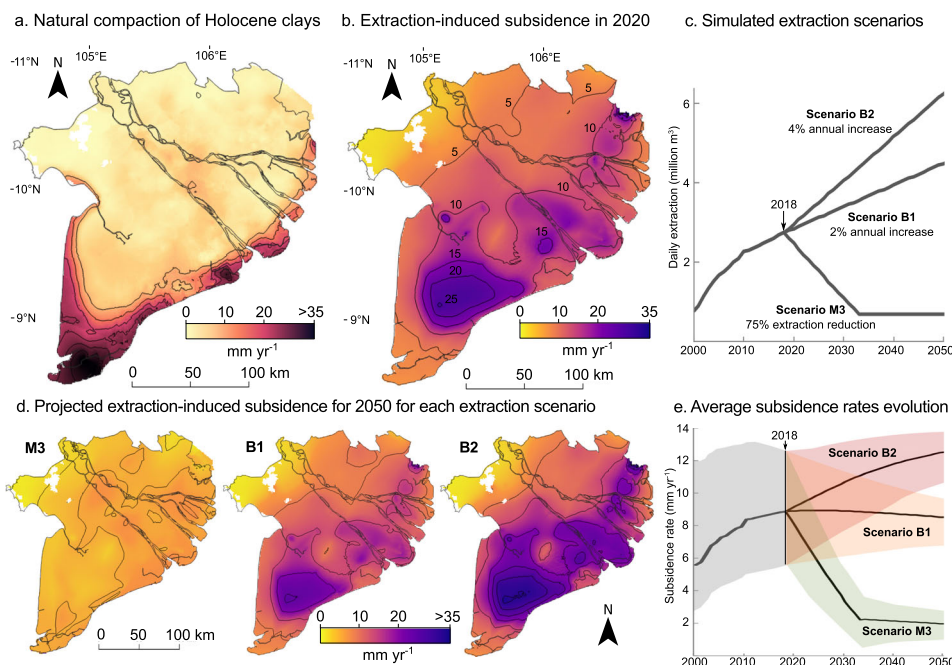 a. Natural compaction of Holocene clays
-11°N
105°E
106°E
N
-10°N
-9°N
0 10 20 >35
mm yr-1
0 50 100 km
b. Extraction-induced subsidence in 2020
-11°N
105°E
106°E
N
-10°N
-9°N
5
5
10
5
10
10
15
15
20
25
0 10 20 35
mm yr-1
0 50 100 km
c. Simulated extraction scenarios
Daily extraction (million m³)
6
4
2
Scenario B2
4% annual increase
2018
Scenario B1
2% annual increase
Scenario M3
75% extraction reduction
2000 2010 2020 2030 2040 2050
d. Projected extraction-induced subsidence for 2050 for each extraction scenario
M3
B1
B2
0 50 100 km
0 10 20 >35
mm yr-1
N
e. Average subsidence rates evolution
Subsidence rate (mm yr-1)
14
12
10
8
6
4
2
2018
Scenario B2
Scenario B1
Scenario M3
2000 2010 2020 2030 2040 2050